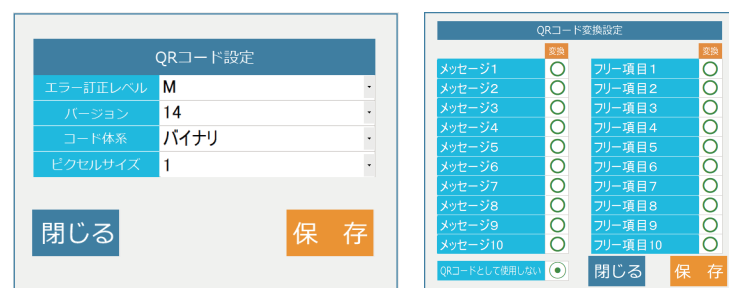 QRコード設定
エラー訂正レベル M
バージョン 14
コード体系 バイナリ
ピクセルサイズ 1
閉じる 保 存
QRコード変換設定
変換 変換
メッセージ1 フリー項目1
メッセージ2 フリー項目2
メッセージ3 フリー項目3
メッセージ4 フリー項目4
メッセージ5 フリー項目5
メッセージ6 フリー項目6
メッセージ7 フリー項目7
メッセージ8 フリー項目8
メッセージ9 フリー項目9
メッセージ10 フリー項目10
QRコードとして使用しない 閉じる 保 存